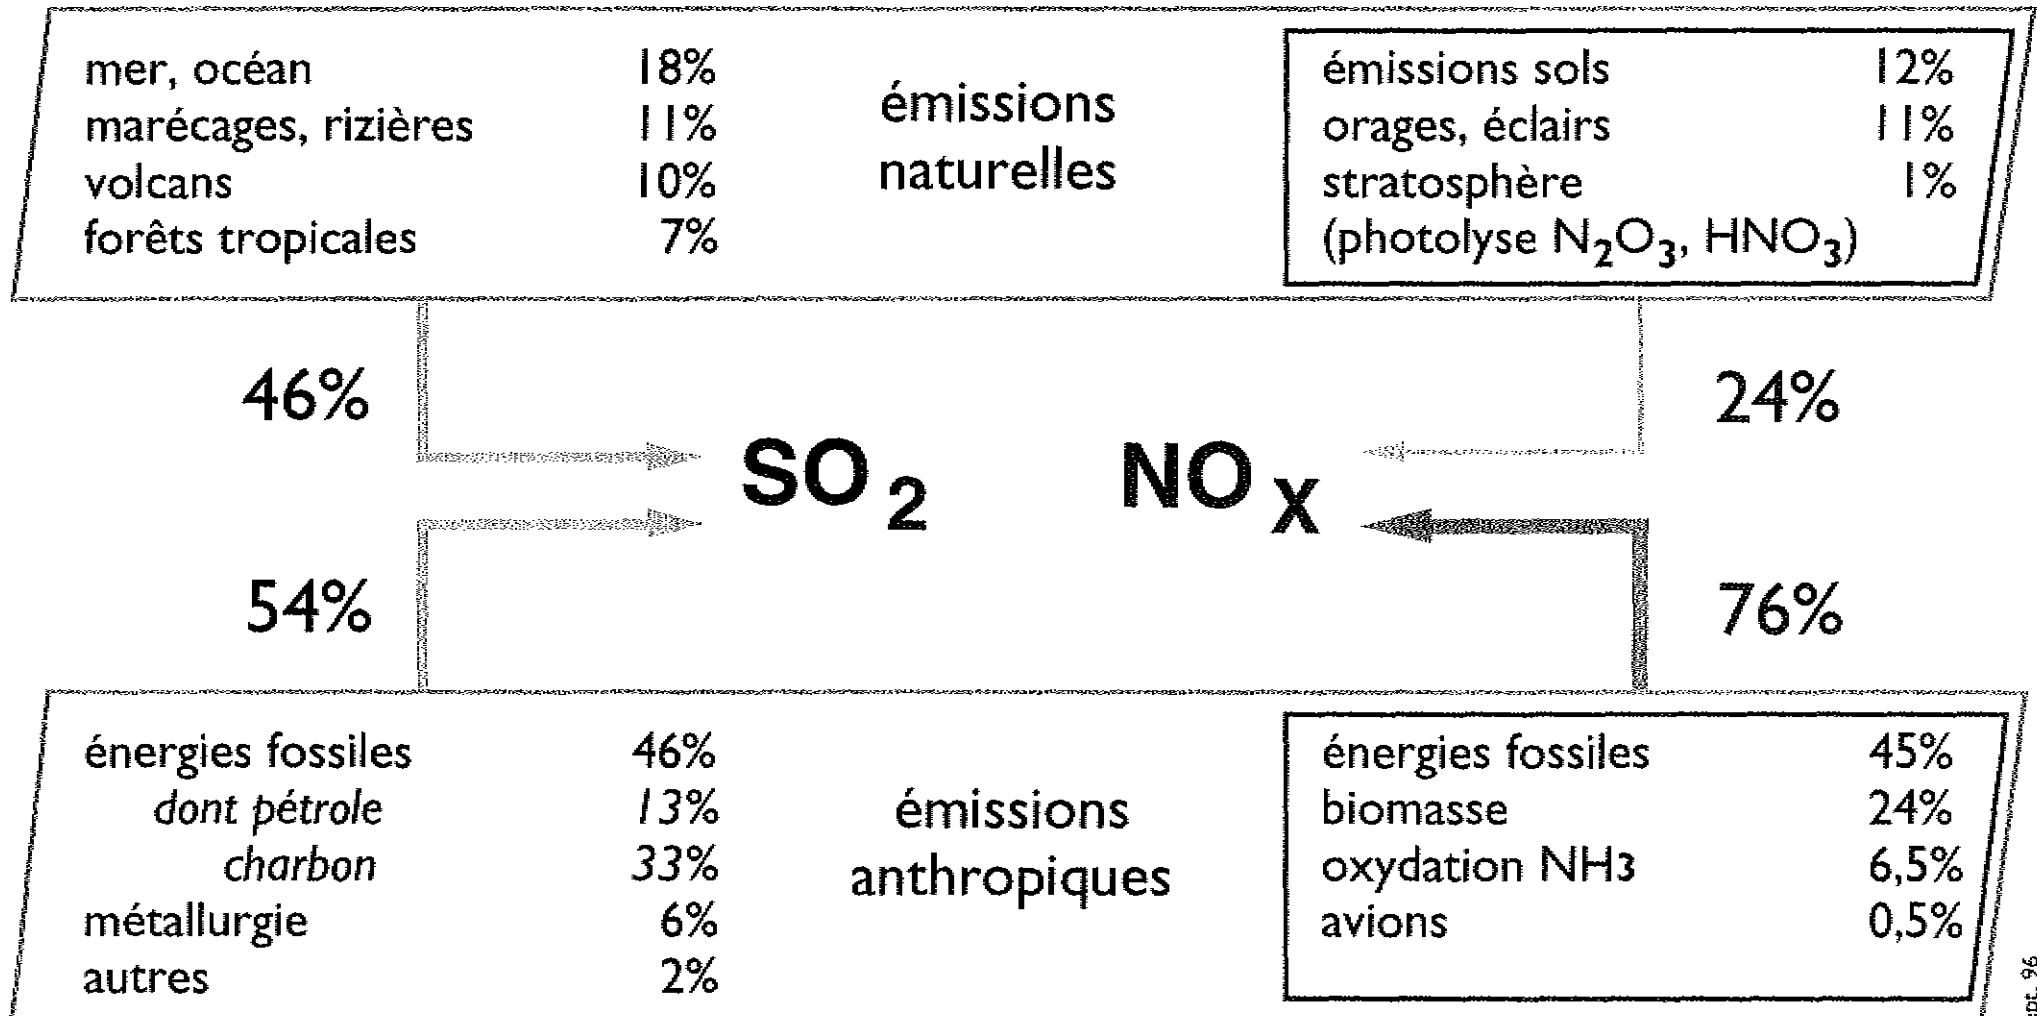 mer, océan 18%
marécages, rizières 11%
volcans 10%
forêts tropicales 7%
émissions
naturelles
émissions sols 12%
orages, éclairs 11%
stratosphère 1%
(photolyse N₂O₃, HNO₃)
46%
24%
SO₂
NOX
54%
76%
énergies fossiles 46%
dont pétrole 13%
charbon 33%
métallurgie 6%
autres 2%
émissions
anthropiques
énergies fossiles 45%
biomasse 24%
oxydation NH3 6,5%
avions 0,5%
96